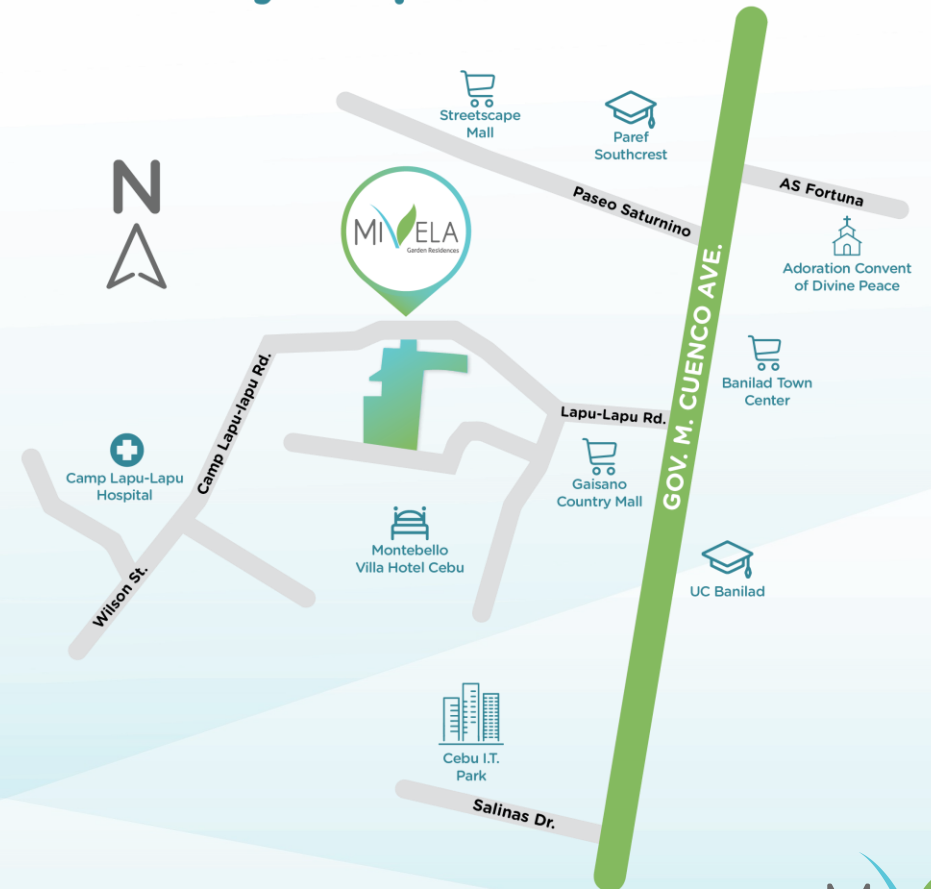 Streetscape
Mall
Paref
Southcrest
N
AS Fortuna
Paseo Saturnino
MIVELA
Garden Residences
Adoration Convent
of Divine Peace
GOV. M. CUENCO AVE.
Camp Lapu-lapu Rd.
Banilad Town
Center
Lapu-Lapu Rd.
Camp Lapu-Lapu
Hospital
Gaisano
Country Mall
Montebello
Villa Hotel Cebu
Wilson St.
UC Banilad
Cebu I.T.
Park
Salinas Dr.